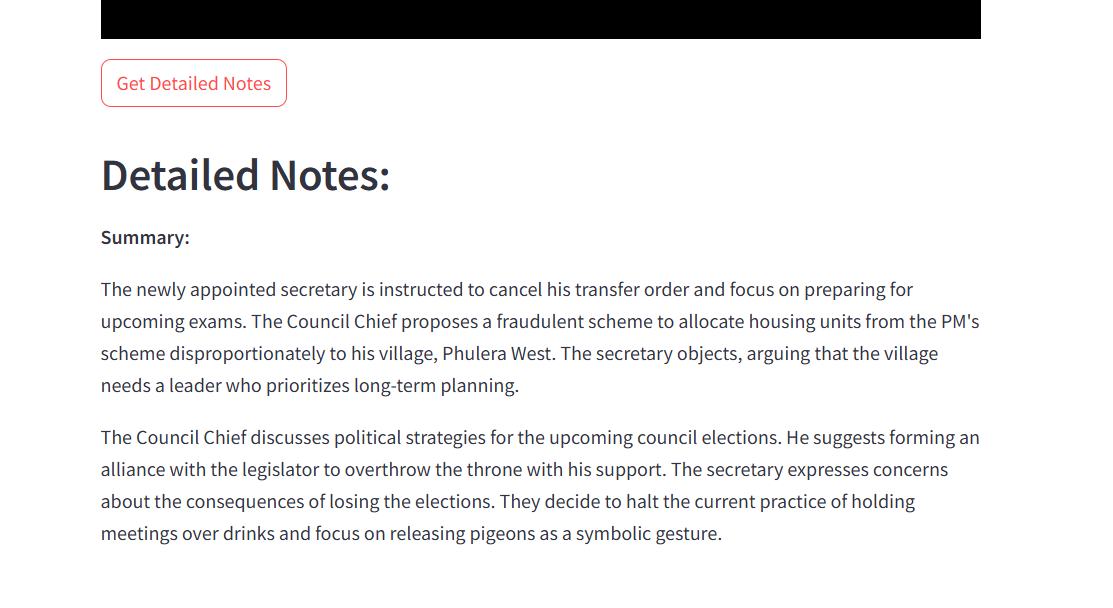 Get Detailed Notes
Detailed Notes:
Summary:
The newly appointed secretary is instructed to cancel his transfer order and focus on preparing for
upcoming exams. The Council Chief proposes a fraudulent scheme to allocate housing units from the PM's
scheme disproportionately to his village, Phulera West. The secretary objects, arguing that the village
needs a leader who prioritizes long-term planning.
The Council Chief discusses political strategies for the upcoming council elections. He suggests forming an
alliance with the legislator to overthrow the throne with his support. The secretary expresses concerns
about the consequences of losing the elections. They decide to halt the current practice of holding
meetings over drinks and focus on releasing pigeons as a symbolic gesture.